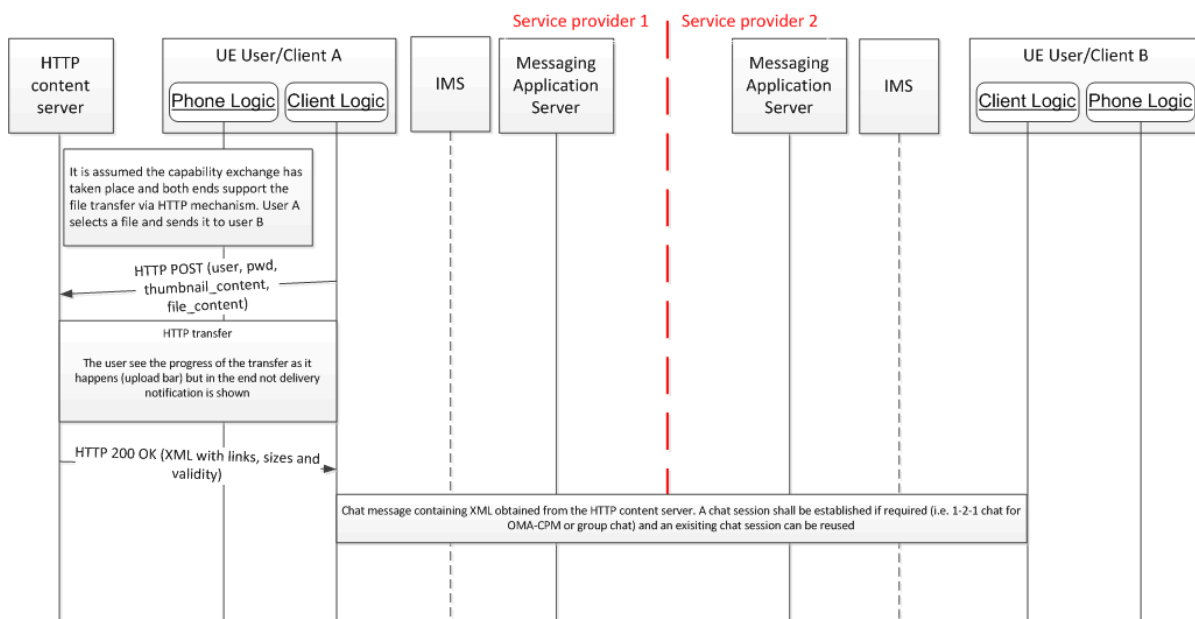 Service provider 1
Service provider 2
HTTP
content
server
UE User/Client A
Phone Logic
Client Logic
IMS
Messaging
Application
Server
Messaging
Application
Server
IMS
UE User/Client B
Client Logic
Phone Logic
It is assumed the capability exchange has
taken place and both ends support the
file transfer via HTTP mechanism. User A
selects a file and sends it to user B
HTTP POST (user, pwd,
thumbnail_content,
file_content)
HTTP transfer
The user see the progress of the transfer as it
happens (upload bar) but in the end not delivery
notification is shown
HTTP 200 OK (XML with links, sizes and
validity)
Chat message containing XML obtained from the HTTP content server. A chat session shall be established if required (i.e. 1-2-1 chat for
OMA-CPM or group chat) and an exisiting chat session can be reused